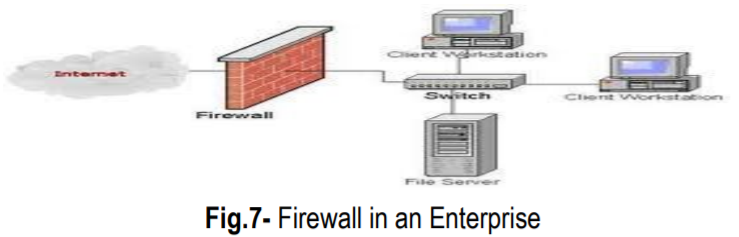 Client Workstation
Internet
Firewall
Switch
Client Workstation
File Server
Fig.7- Firewall in an Enterprise